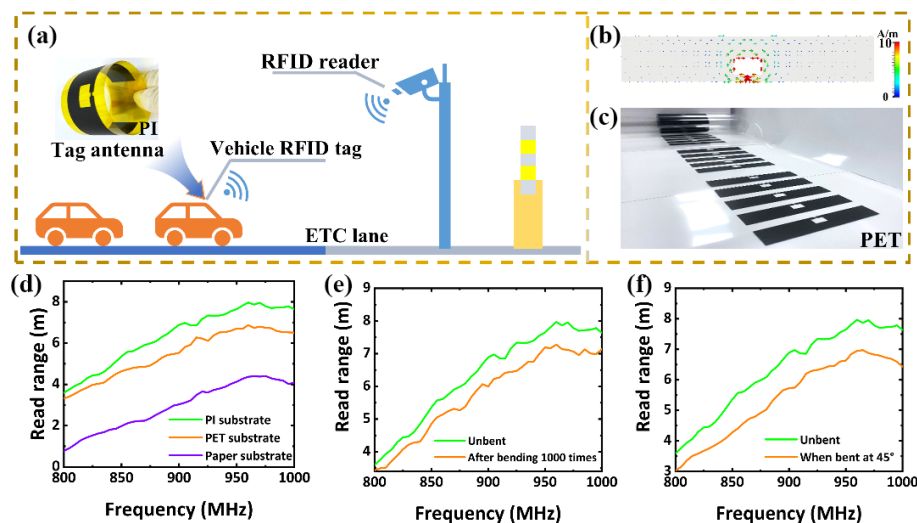 (a)
RFID reader
PI
Tag antenna
Vehicle RFID tag
ETC lane
(b)
A/m
10
0
(c)
PET
(d)
Read range (m)
8
6
4
2
0
PI substrate
PET substrate
Paper substrate
800 850 900 950 1000
Frequency (MHz)
(e)
Read range (m)
9
8
7
6
5
4
Unbent
After bending 1000 times
800 850 900 950 1000
Frequency (MHz)
(f)
Read range (m)
9
8
7
6
5
4
3
Unbent
When bent at 45°
800 850 900 950 1000
Frequency (MHz)